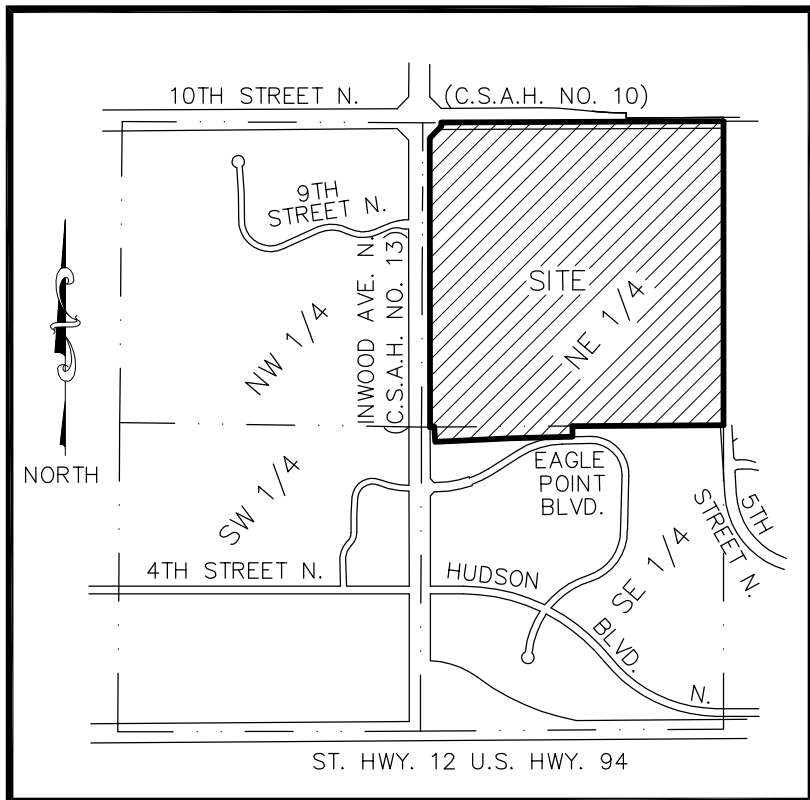 10TH STREET N.
(C.S.A.H. NO. 10)
9TH
STREET N.
INWOOD AVE. N.
(C.S.A.H. NO. 13)
SITE
NE 1/4
NW 1/4
NORTH
SW 1/4
EAGLE
POINT
BLVD.
5TH
STREET N.
SE 1/4
4TH STREET N.
HUDSON
BLVD.
N.
ST. HWY. 12 U.S. HWY. 94